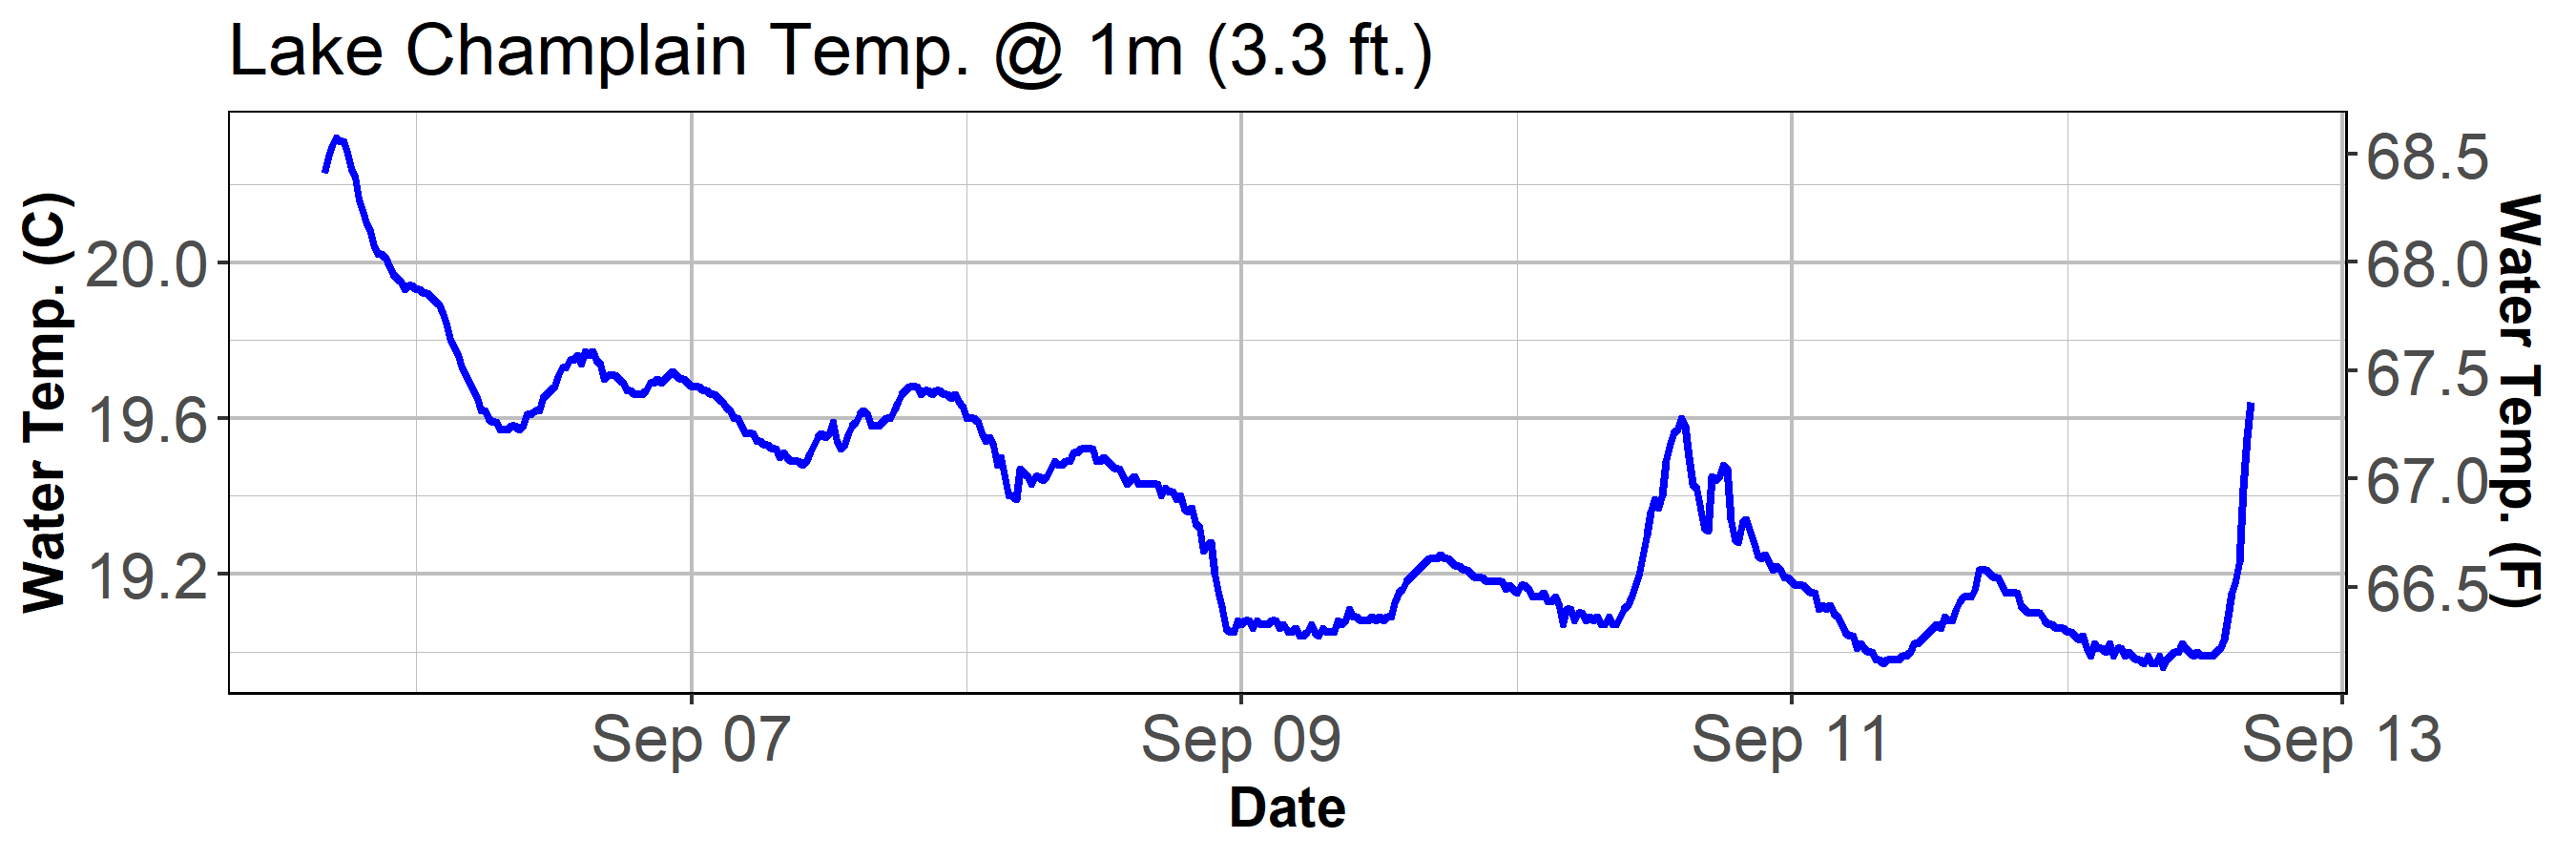 Lake Champlain Temp. @ 1m (3.3 ft.)
Water Temp. (C)
20.0
19.6
19.2
68.5
68.0
67.5
67.0
66.5
Water Temp. (F)
Sep 07 Sep 09 Sep 11 Sep 13
Date